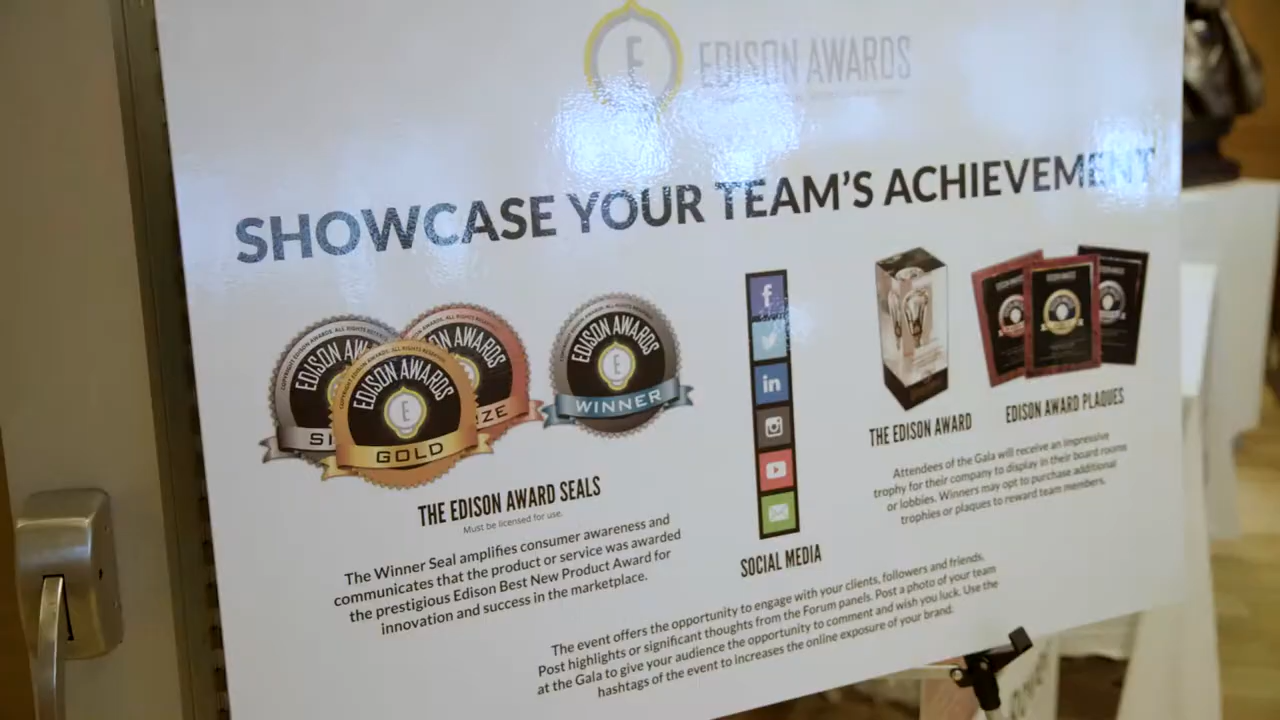 E EDISON AWARDS
SHOWCASE YOUR TEAM'S ACHIEVEMENT
COPYRIGHT EDISON AWARDS. ALL RIGHTS RESERVED
EDISON AWARDS
E
GOLD
EDISON AWARDS
E
WINNER
THE EDISON AWARD SEALS
Must be licensed for use.
The Winner Seal amplifies consumer awareness and
communicates that the product or service was awarded
the prestigious Edison Best New Product Award for
innovation and success in the marketplace.
f
in
SOCIAL MEDIA
The event offers the opportunity to engage with your clients, followers and friends.
Post highlights or significant thoughts from the Forum panels. Post a photo of your team
at the Gala to give your audience the opportunity to comment and wish you luck. Use the
hashtags of the event to increases the online exposure of your brand.
THE EDISON AWARD
EDISON AWARD PLAQUES
Attendees of the Gala will receive an impressive
trophy for their company to display in their board rooms
or lobbies. Winners may opt to purchase additional
trophies or plaques to reward team members.